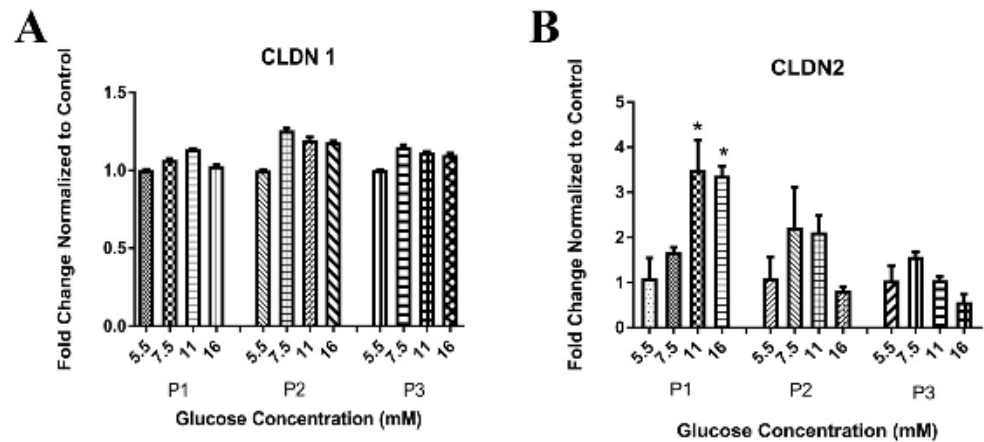 A
CLDN 1
Fold Change Normalized to Control
1.5
1.0
0.5
0.0
5.5 7.5 11 16 5.5 7.5 11 16 5.5 7.5 11 16
P1 P2 P3
Glucose Concentration (mM)
B
CLDN2
Fold Change Normalized to Control
5
4
3
2
1
0
* *
5.5 7.5 11 16 5.5 7.5 11 16 5.5 7.5 11 16
P1 P2 P3
Glucose Concentration (mM)